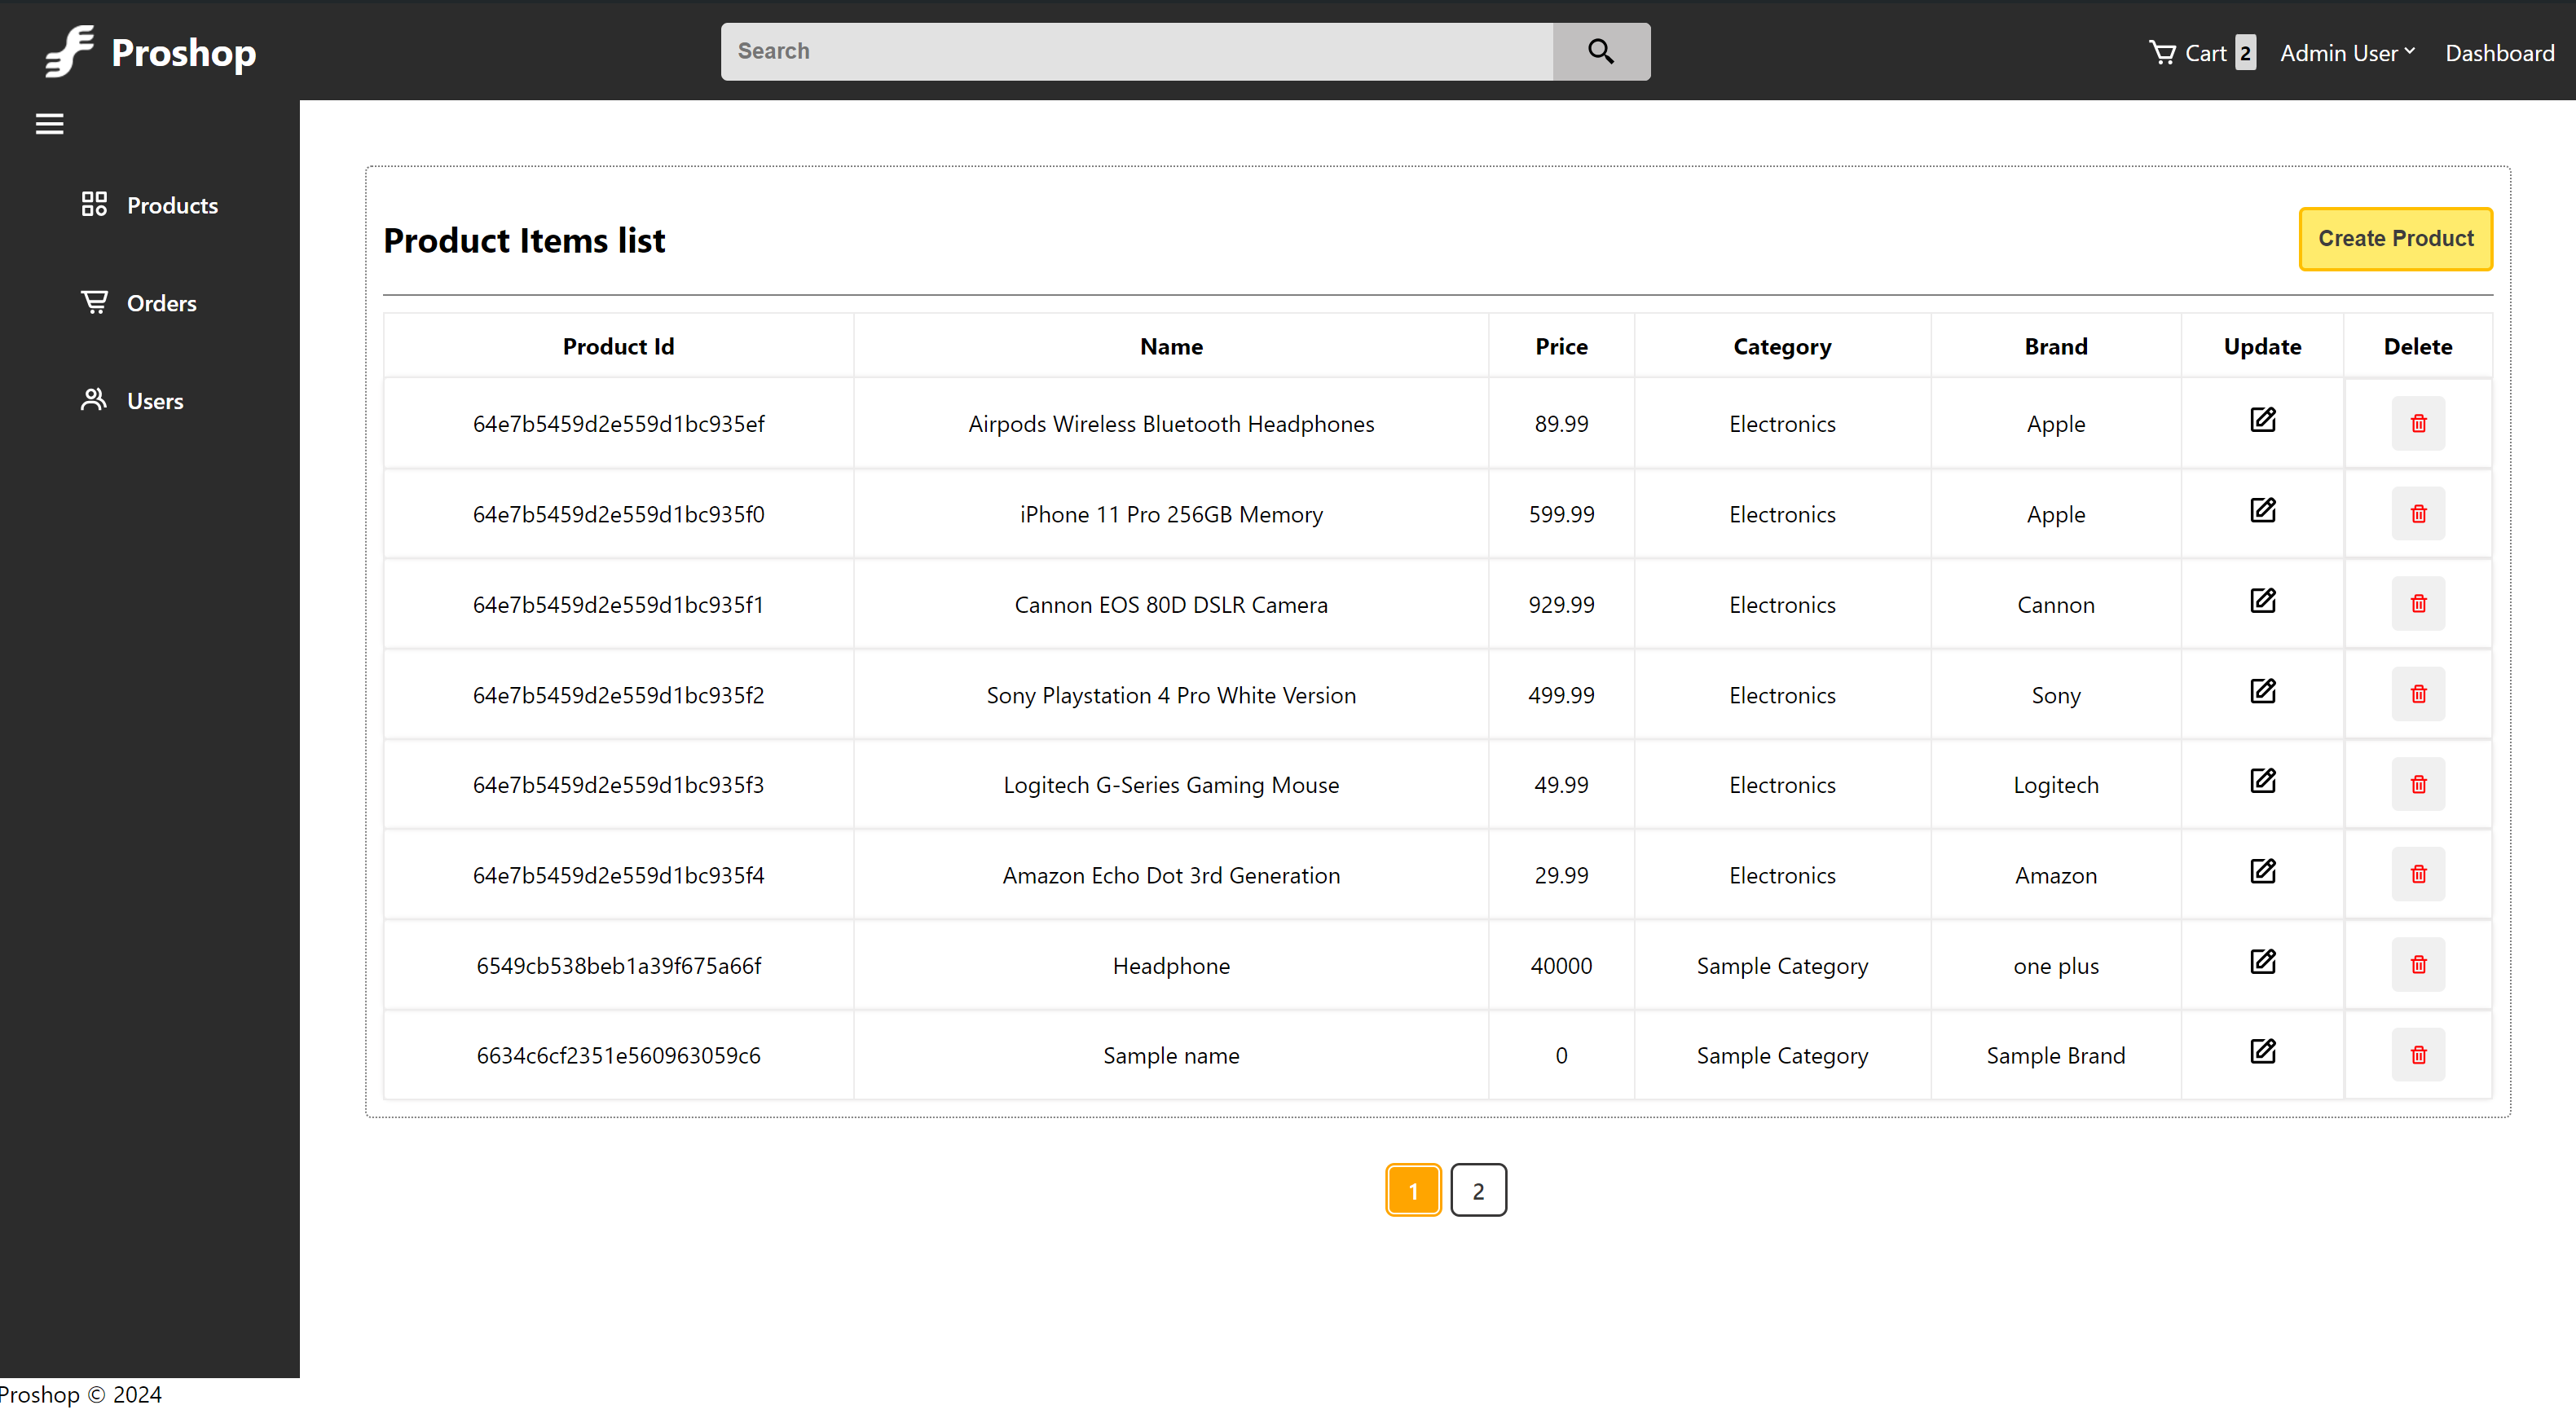 Proshop
Search
Cart 2
Admin User
Dashboard
Products
Orders
Users
Product Items list
Create Product
Product Id Name Price Category Brand Update Delete
64e7b5459d2e559d1bc935ef Airpods Wireless Bluetooth Headphones 89.99 Electronics Apple
64e7b5459d2e559d1bc935f0 iPhone 11 Pro 256GB Memory 599.99 Electronics Apple
64e7b5459d2e559d1bc935f1 Cannon EOS 80D DSLR Camera 929.99 Electronics Cannon
64e7b5459d2e559d1bc935f2 Sony Playstation 4 Pro White Version 499.99 Electronics Sony
64e7b5459d2e559d1bc935f3 Logitech G-Series Gaming Mouse 49.99 Electronics Logitech
64e7b5459d2e559d1bc935f4 Amazon Echo Dot 3rd Generation 29.99 Electronics Amazon
6549cb538beb1a39f675a66f Headphone 40000 Sample Category one plus
6634c6cf2351e560963059c6 Sample name 0 Sample Category Sample Brand
1 2
Proshop © 2024